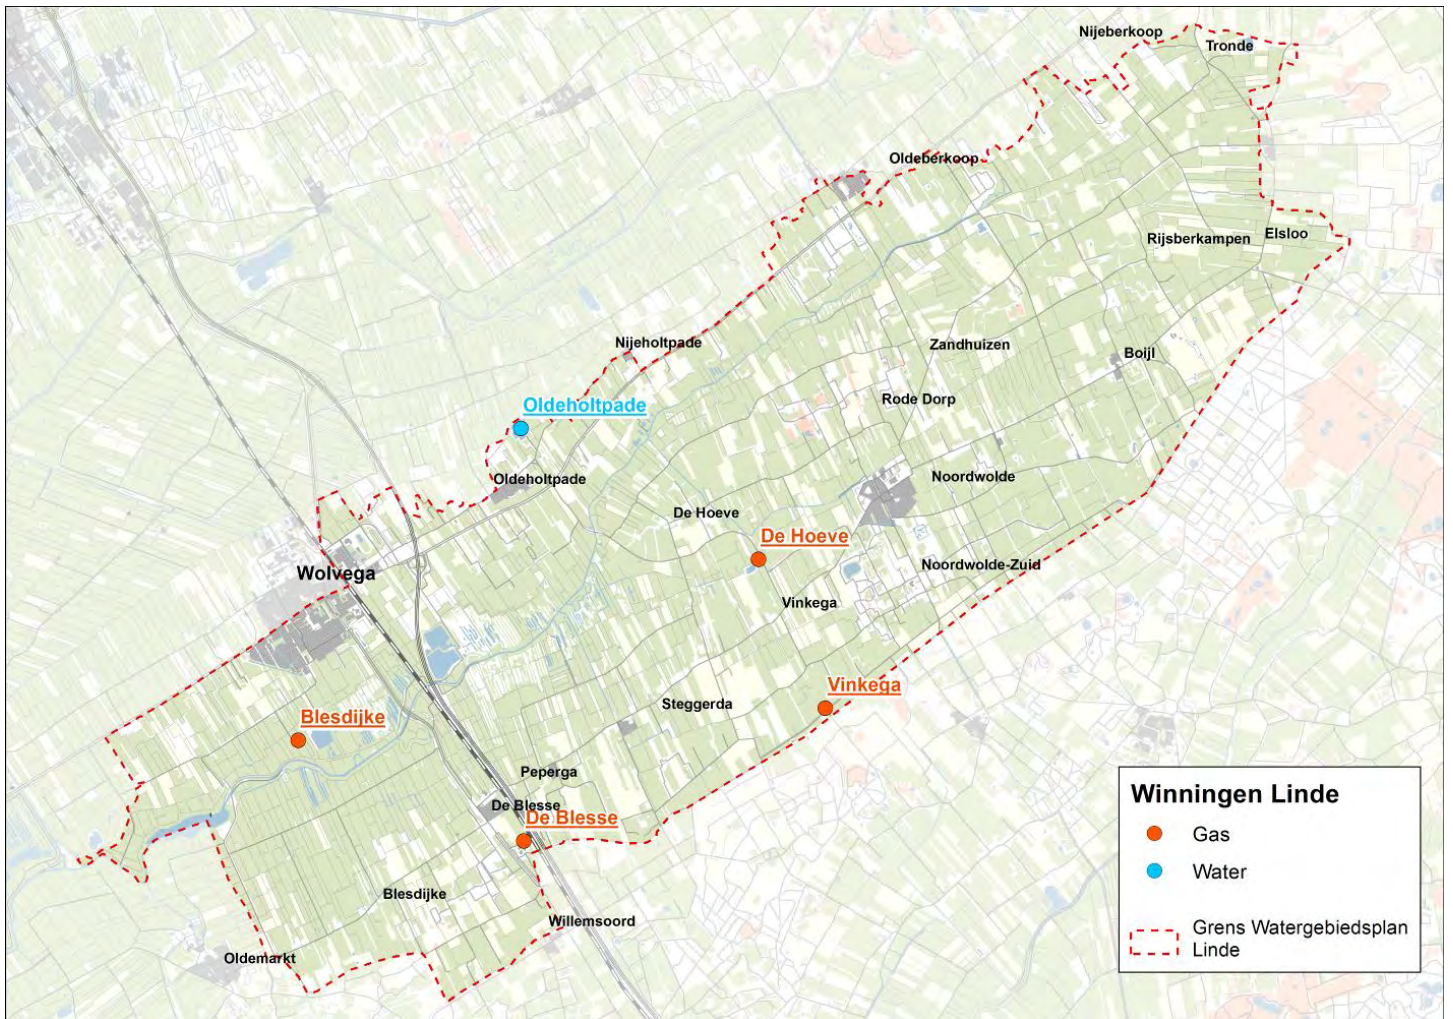 Nijeberkoop
Tronde
Oldeberkoop
Rijsberkampen
Elsloo
Nijeholtpade
Zandhuizen
Boijl
Oldeholtpade
Rode Dorp
Oldeholtpade
Noordwolde
De Hoeve
De Hoeve
Wolvega
Noordwolde-Zuid
Vinkega
Vinkega
Steggerda
Blesdijke
Peperga
De Blesse
De Blesse
Blesdijke
Willemsoord
Oldemarkt
Winningen Linde
Gas
Water
Grens Watergebiedsplan
Linde